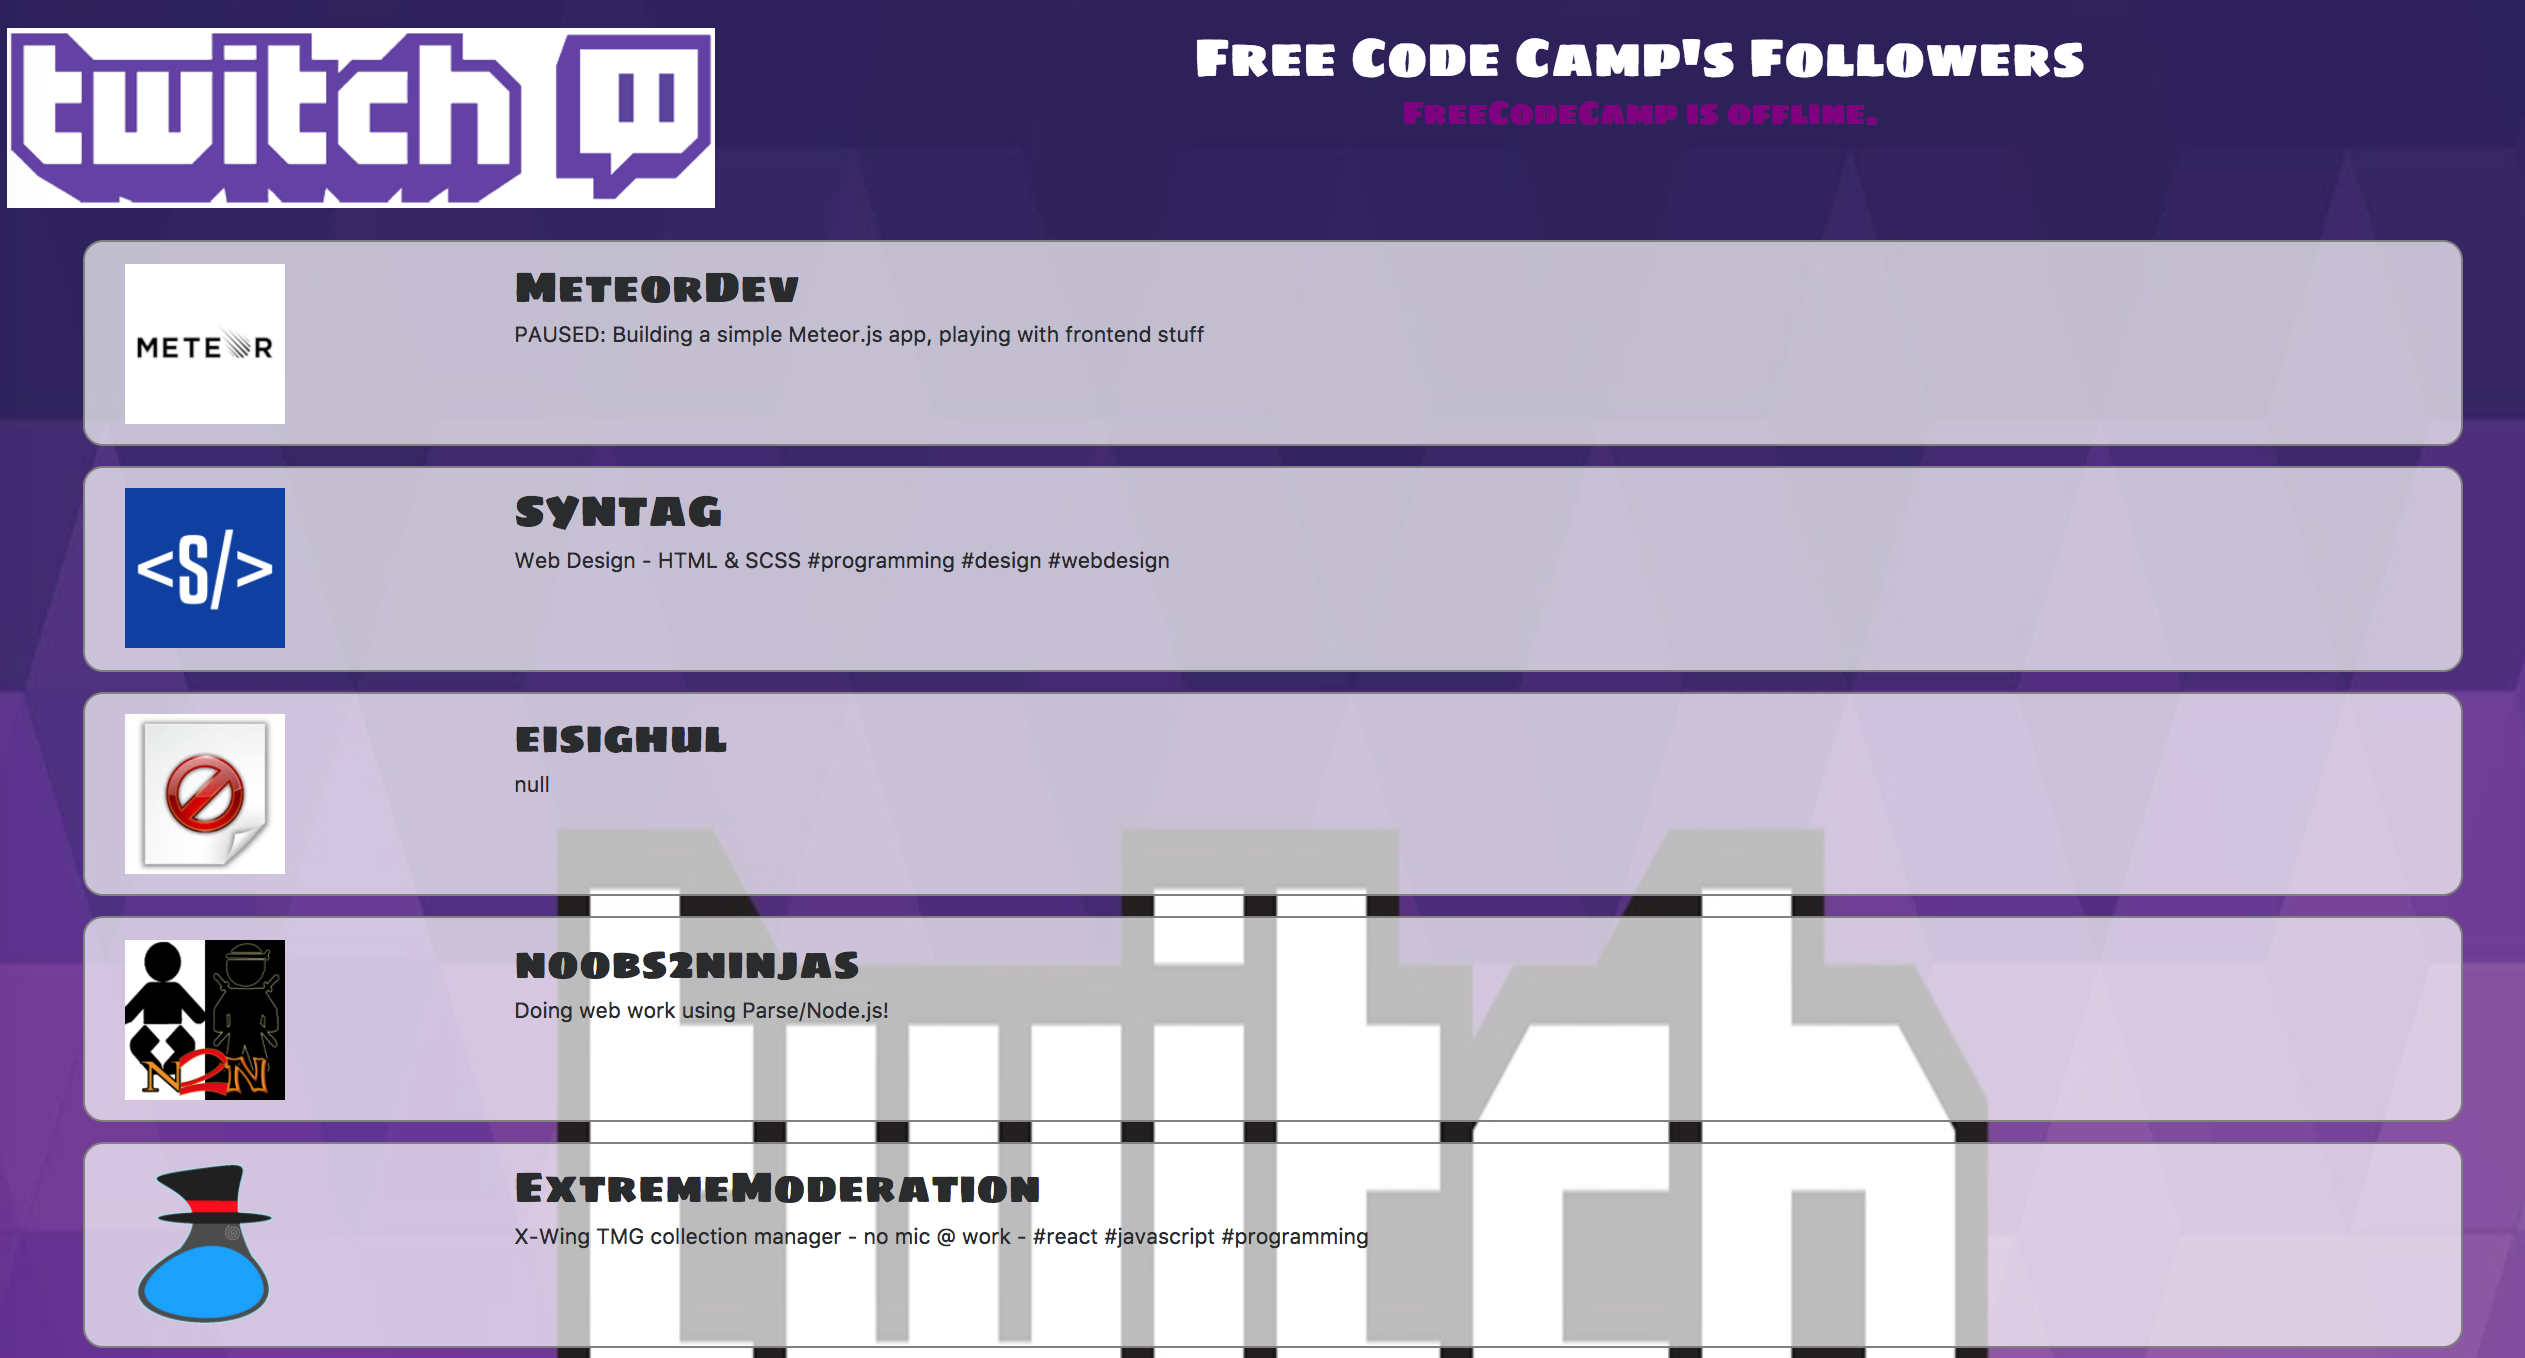 twitch
Free Code Camp's Followers
FreeCodeCamp is offline.
METEOR
MeteorDev
PAUSED: Building a simple Meteor.js app, playing with frontend stuff
<S/>
syntag
Web Design - HTML & SCSS #programming #design #webdesign
eisighul
null
N2N
noobs2ninjas
Doing web work using Parse/Node.js!
ExtremeModeration
X-Wing TMG collection manager - no mic @ work - #react #javascript #programming
twitch